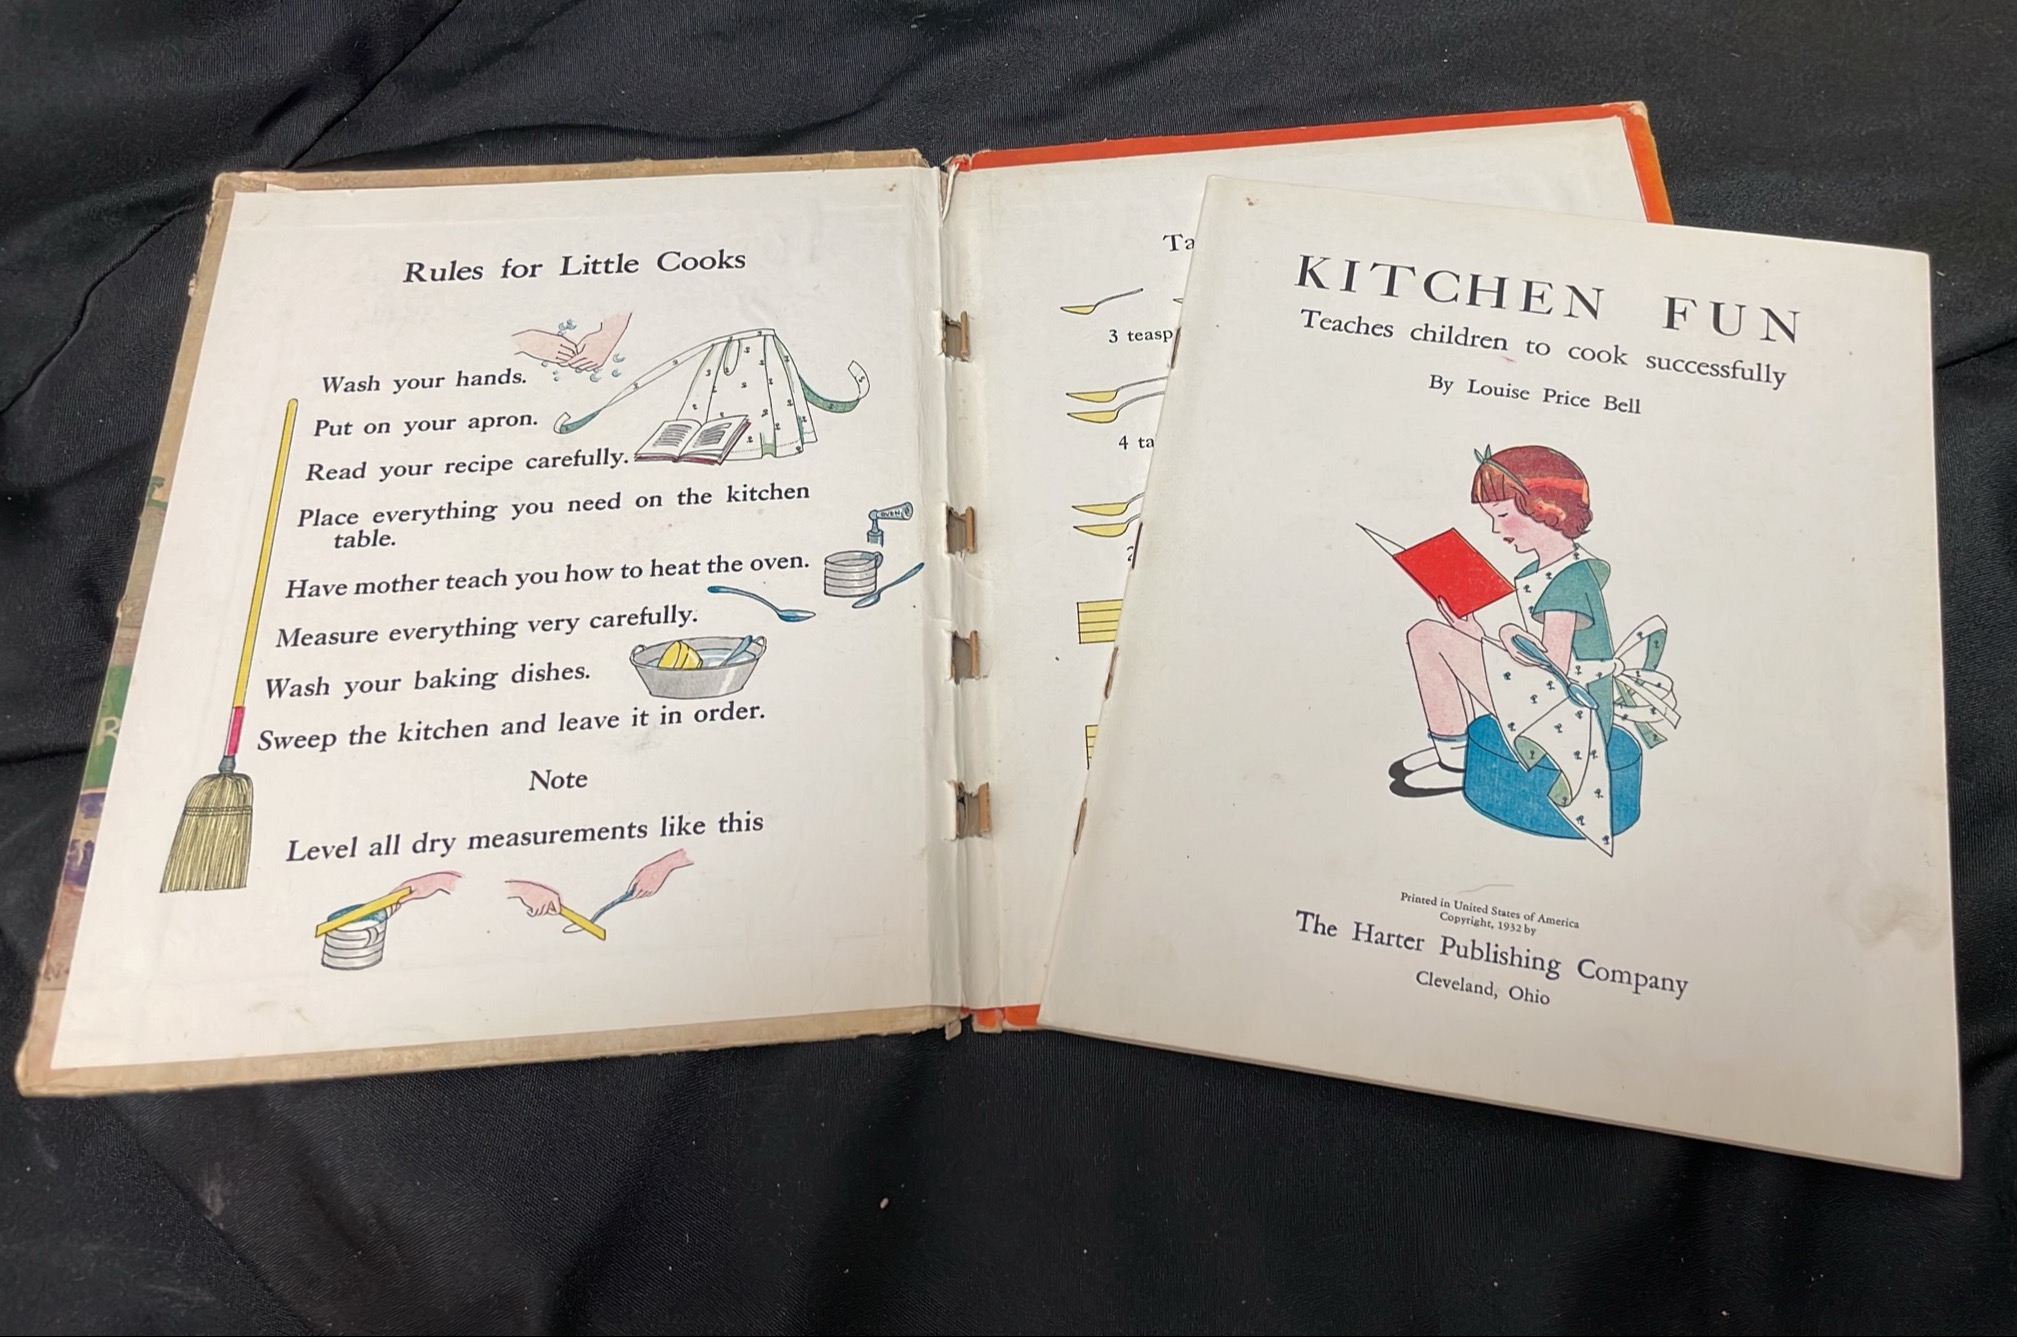 Rules for Little Cooks
Wash your hands.
Put on your apron.
Read your recipe carefully.
Place everything you need on the kitchen
table.
Have mother teach you how to heat the oven.
Measure everything very carefully.
Wash your baking dishes.
Sweep the kitchen and leave it in order.
Note
Level all dry measurements like this
Ta
3 teasp
4 ta
KITCHEN FUN
Teaches children to cook successfully
By Louise Price Bell
Printed in United States of America
Copyright, 1932 by
The Harter Publishing Company
Cleveland, Ohio